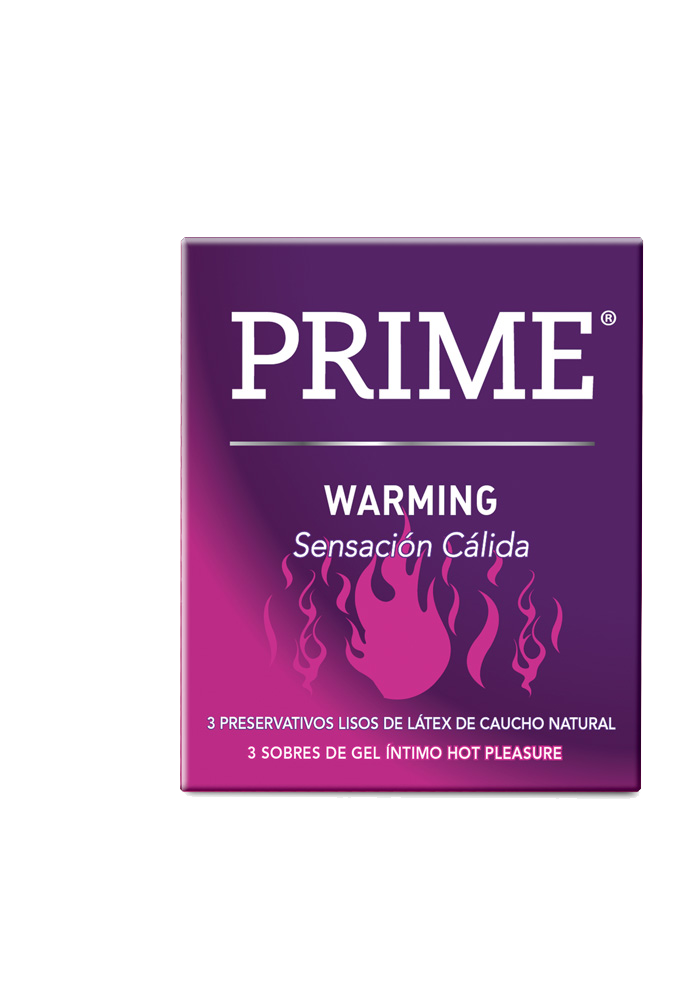 PRIME®
WARMING
Sensación Cálida
3 PRESERVATIVOS LISOS DE LÁTEX DE CAUCHO NATURAL
3 SOBRES DE GEL ÍNTIMO HOT PLEASURE